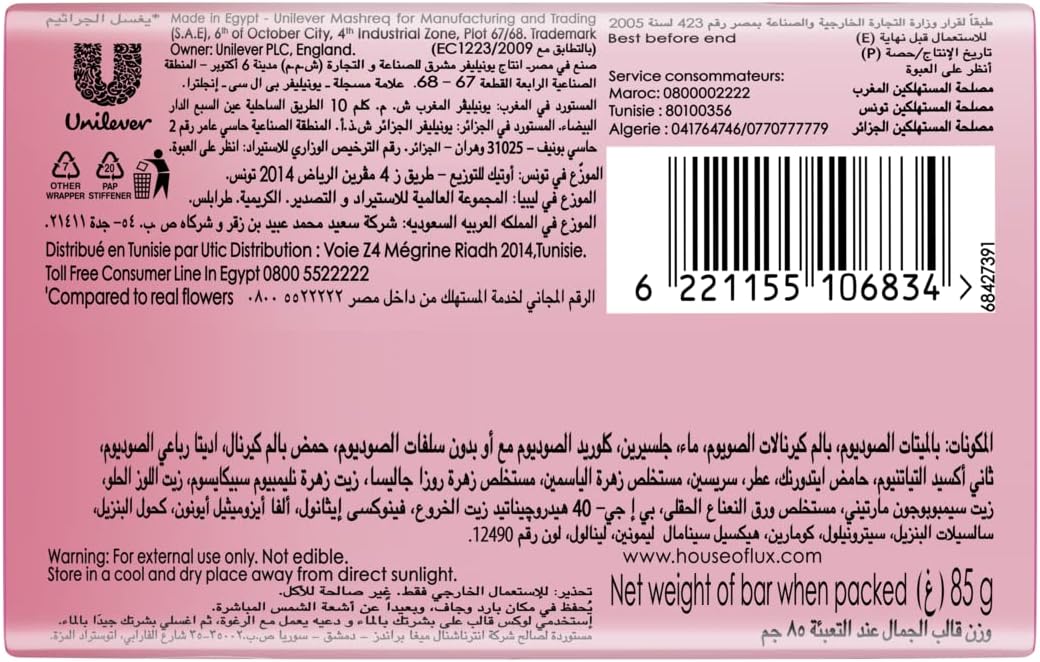 *يغسل الجراثيم
Made in Egypt - Unilever Mashreq for Manufacturing and Trading
(S.A.E), 6th of October City, 4th Industrial Zone, Plot 67/68. Trademark
Owner: Unilever PLC, England. (EC1223/2009 بالتطابق مع)
صنع في مصر. انتاج يونيليفر مشرق للصناعة و التجارة (ش.م.م) مدينة 6 أكتوبر – المنطقة
الصناعية الرابعة القطعة 67 – 68. علامة مسجلة – يونيليفر بى ال سى – إنجلترا.
المستورد في المغرب: يونيليڤر المغرب ش. م. كلم 10 الطريق الساحلية عين السبع الدار
البيضاء. المستورد في الجزائر: يونيليفر الجزائر ش.ذ.أ. المنطقة الصناعية حاسي عامر رقم 2
حاسي بونيف – 31025 وهران – الجزائر. رقم الترخيص الوزاري للاستيراد: انظر على العبوة.
الموزع في تونس: أوتيك للتوزيع – طريق ز 4 مڤرين الرياض 2014 تونس.
الموزع في ليبيا: المجموعة العالمية للاستيراد و التصدير. الكريمية. طرابلس.
الموزع في المملكه العربيه السعوديه: شركة سعيد محمد عبيد بن زقر و شركاه ص ب. ٥٤- جدة ٢١٤١١.
Distribué en Tunisie par Utic Distribution : Voie Z4 Mégrine Riadh 2014,Tunisie.
Toll Free Consumer Line In Egypt 0800 5522222
'Compared to real flowers الرقم المجاني لخدمة المستهلك من داخل مصر ٥٥٢٢٢٢٢ ٠٨٠٠
Unilever
7 20
OTHER PAP
WRAPPER STIFFENER
طبقاً لقرار وزارة التجارة الخارجية والصناعة بمصر رقم 423 لسنة 2005
Best before end للاستعمال قبل نهاية (E)
تاريخ الإنتاج/حصة (P)
أنظر على العبوة
Service consommateurs:
Maroc: 0800002222 مصلحة المستهلكين المغرب
Tunisie : 80100356 مصلحة المستهلكين تونس
Algerie : 041764746/0770777779 مصلحة المستهلكين الجزائر
6 221155 106834 >
68427391
المكونات: بالميتات الصوديوم، بالم كيرنالات الصويوم، ماء، جلسيرين، كلوريد الصوديوم مع أو بدون سلفات الصوديوم، حمض بالم كيرنال، اديتا رباعي الصوديوم،
ثاني أكسيد التيتانيوم، حامض ايتدورنك، عطر، سريسين، مستخلص زهرة الياسمين، مستخلص زهرة روزا جاليسا، زيت زهرة نليمبيوم سبيكايسوم، زيت اللوز الحلو،
زيت سيمبوبوجون مارتيني، مستخلص ورق النعناع الحقلى، بي إ جي- 40 هيدروچيناتيد زيت الخروع، فينوكسى إيثانول، ألفا أيزوميثيل أيونون، كحول البنزيل،
سالسيلات البنزيل، سيترونيلول، كومارين، هيكسيل سينامال ليمونين، لينالول، لون رقم 12490.
Warning: For external use only. Not edible.
Store in a cool and dry place away from direct sunlight.
تحذير: للإستعمال الخارجي فقط. غير صالحة للأكل.
يُحفظ في مكان بارد وجاف، وبعيداً عن أشعة الشمس المباشرة.
إستخدمي لوكس قالب على بشرتك بالماء و دعيه يعمل مع الرغوة، ثم اغسلي بشرتك جيدًا بالماء.
مستوردة لصالح شركة انترناشنال ميغا براندز - دمشق - سوريا ص.ب.٣٥٠٠٢-٣٥ شارع الفارابي، اتوستراد المزة.
www.houseoflux.com
Net weight of bar when packed (غ) 85 g
وزن قالب الجمال عند التعبئة ٨٥ جم